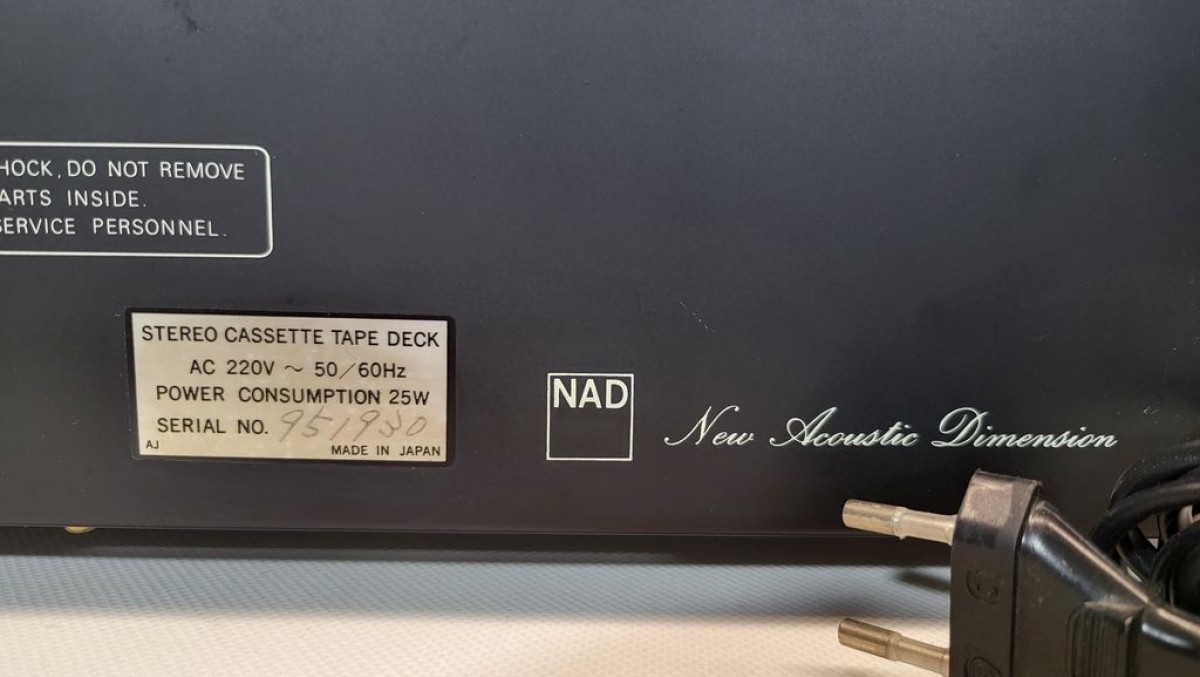 HOCK, DO NOT REMOVE
ARTS INSIDE.
SERVICE PERSONNEL.
STEREO CASSETTE TAPE DECK
AC 220V ~ 50/60Hz
POWER CONSUMPTION 25W
SERIAL NO. 951930
AJ MADE IN JAPAN
NAD
New Acoustic Dimension